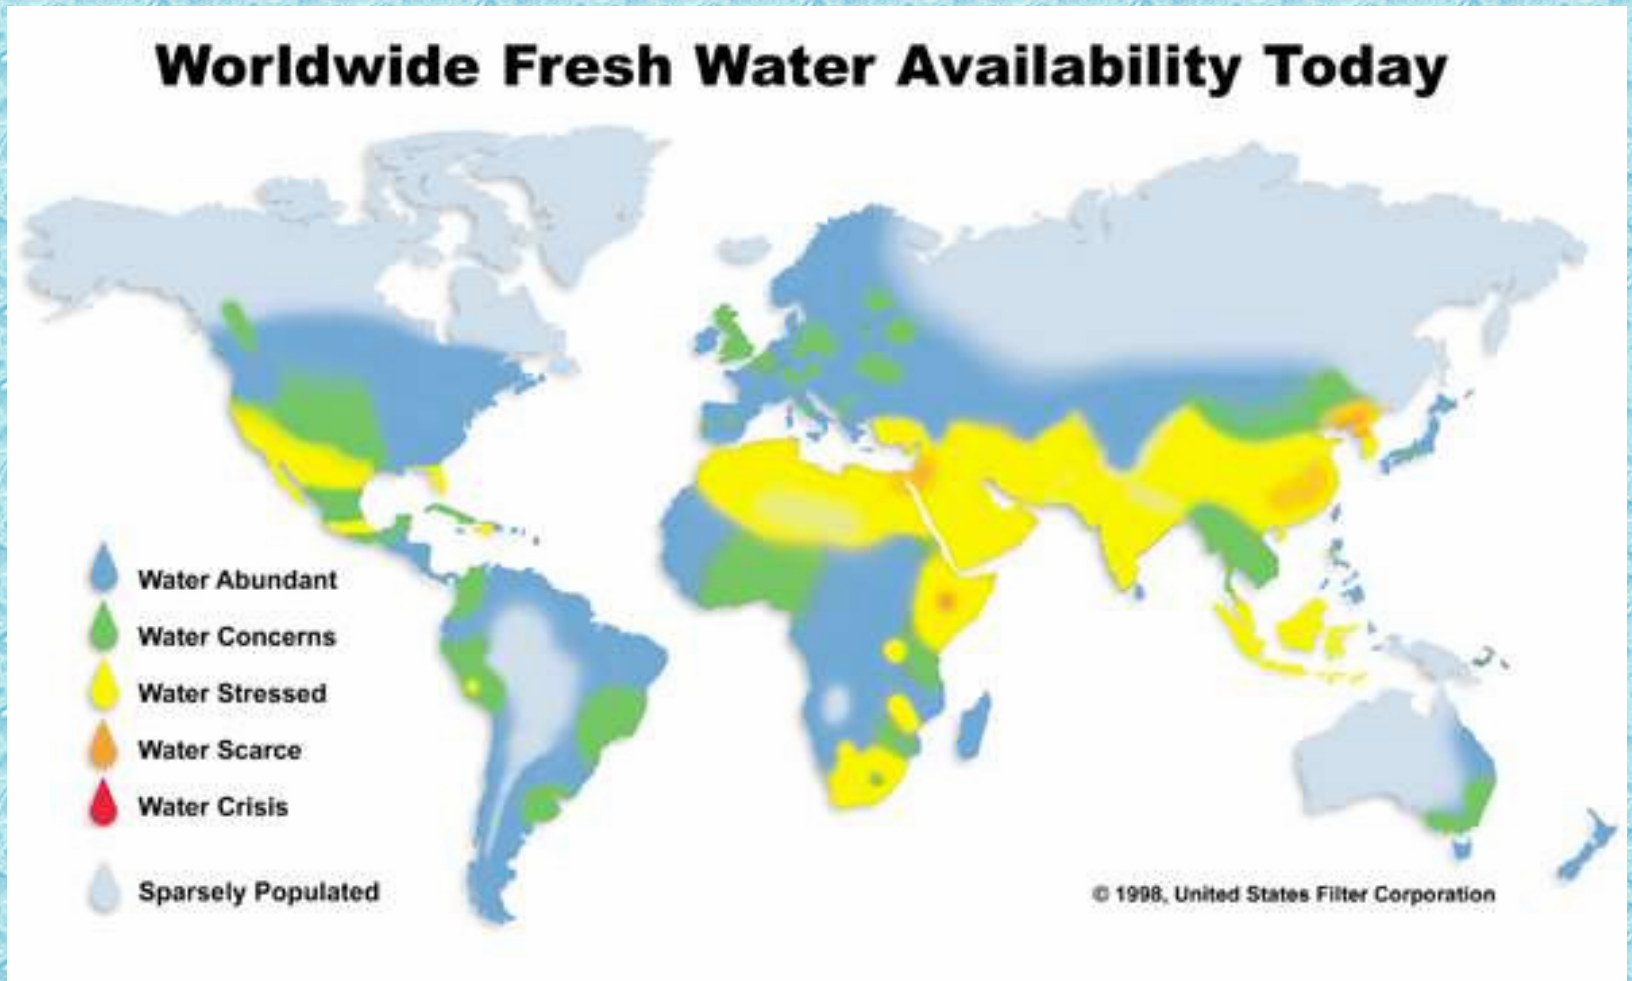 Worldwide Fresh Water Availability Today
Water Abundant
Water Concerns
Water Stressed
Water Scarce
Water Crisis
Sparsely Populated
© 1998, United States Filter Corporation